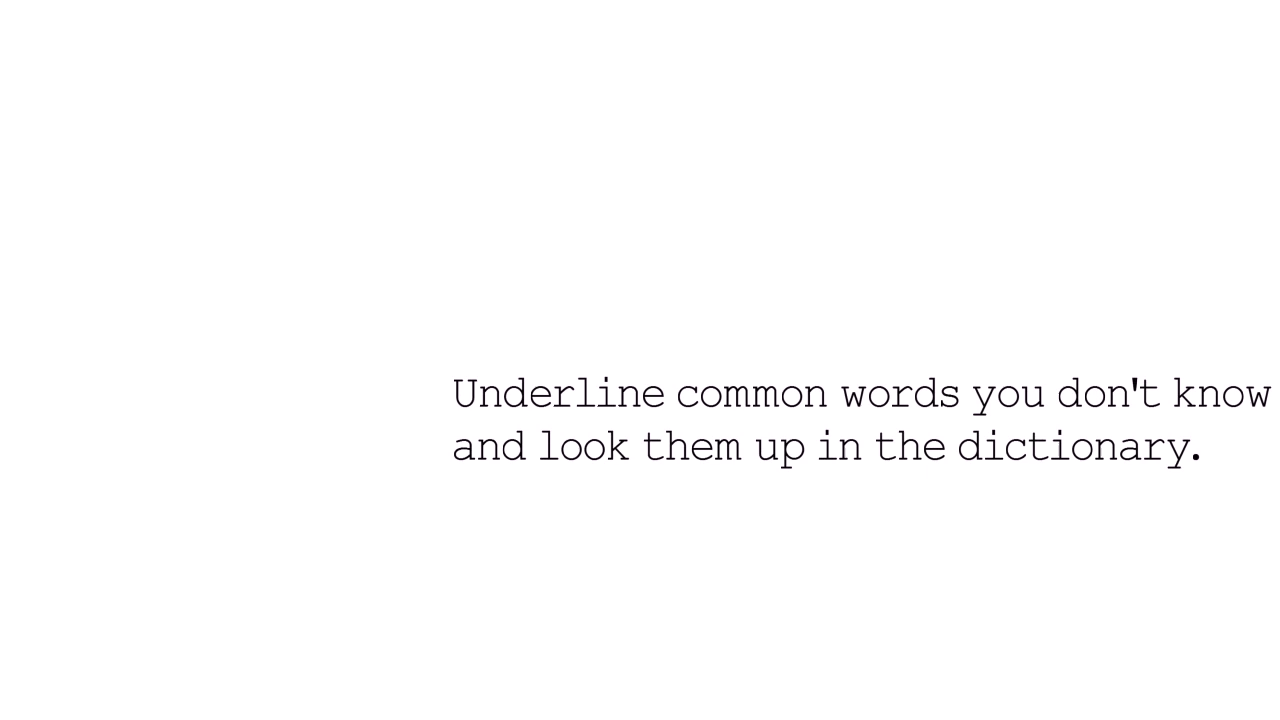 Underline common words you don't know
and look them up in the dictionary.